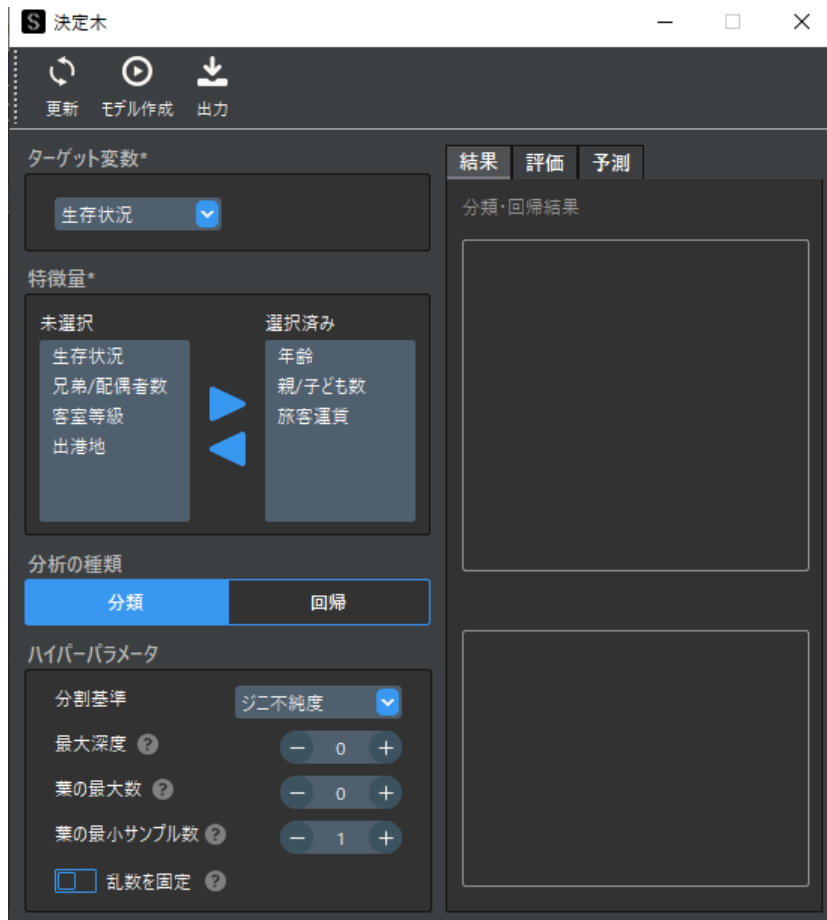 S 決定木
更新 モデル作成 出力
ターゲット変数*
生存状況
特徴量*
未選択
生存状況
兄弟/配偶者数
客室等級
出港地
選択済み
年齢
親/子ども数
旅客運賃
分析の種類
分類 回帰
ハイパーパラメータ
分割基準 ジニ不純度
最大深度 ? − 0 +
葉の最大数 ? − 0 +
葉の最小サンプル数 ? − 1 +
乱数を固定 ?
結果 評価 予測
分類・回帰結果